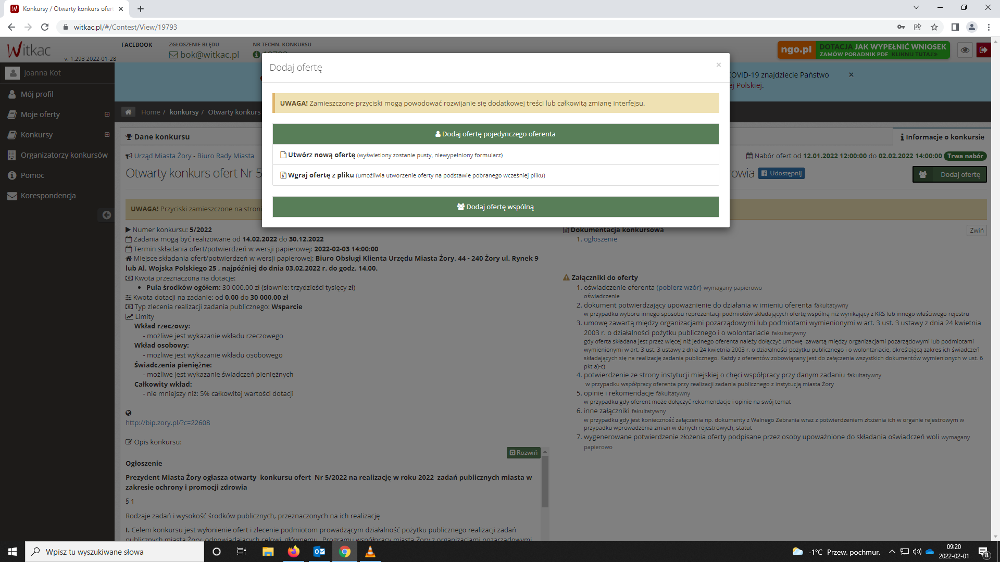 Konkursy / Otwarty konkurs ofert
witkac.pl/#/Contest/View/19793
Witkac
v. 1.293 2022-01-28
FACEBOOK
ZGŁOSZENIE BŁĘDU
bok@witkac.pl
NR TECHN. KONKURSU
ngo.pl
DOTACJA JAK WYPEŁNIĆ WNIOSEK
ZAMÓW PORADNIK PDF KLIKNIJ TUTAJ»
Joanna Kot
Mój profil
Moje oferty
Konkursy
Organizatorzy konkursów
Pomoc
Korespondencja
COVID-19 znajdziecie Państwo
ej Polskiej.
Home / konkursy / Otwarty konkurs
Dodaj ofertę
×
UWAGA! Zamieszczone przyciski mogą powodować rozwijanie się dodatkowej treści lub całkowitą zmianę interfejsu.
Dodaj ofertę pojedynczego oferenta
Utwórz nową ofertę (wyświetlony zostanie pusty, niewypełniony formularz)
Wgraj ofertę z pliku (umożliwia utworzenie oferty na podstawie pobranego wcześniej pliku)
Dodaj ofertę wspólną
Dane konkursu
Informacje o konkursie
Urząd Miasta Żory - Biuro Rady Miasta
Nabór ofert od 12.01.2022 12:00:00 do 02.02.2022 14:00:00 Trwa nabór
Otwarty konkurs ofert Nr 5
owia
Udostępnij
Dodaj ofertę
UWAGA! Przyciski zamieszczone na stroni
Numer konkursu: 5/2022
Zadania mogą być realizowane od 14.02.2022 do 30.12.2022
Termin składania ofert/potwierdzeń w wersji papierowej: 2022-02-03 14:00:00
Miejsce składania ofert/potwierdzeń w wersji papierowej: Biuro Obsługi Klienta Urzędu Miasta Żory, 44 - 240 Żory ul. Rynek 9
lub Al. Wojska Polskiego 25 , najpóźniej do dnia 03.02.2022 r. do godz. 14.00.
Kwota przeznaczona na dotacje:
• Pula środków ogółem: 30 000,00 zł (słownie: trzydzieści tysięcy zł)
Kwota dotacji na zadanie: od 0,00 do 30 000,00 zł
Typ zlecenia realizacji zadania publicznego: Wsparcie
Limity
Wkład rzeczowy:
- możliwe jest wykazanie wkładu rzeczowego
Wkład osobowy:
- możliwe jest wykazanie wkładu osobowego
Świadczenia pieniężne:
- możliwe jest wykazanie świadczeń pieniężnych
Całkowity wkład:
- nie mniejszy niż: 5% całkowitej wartości dotacji
http://bip.zory.pl/?c=22608
Opis konkursu:
Rozwiń
Ogłoszenie
Prezydent Miasta Żory ogłasza otwarty konkursu ofert Nr 5/2022 na realizację w roku 2022 zadań publicznych miasta w
zakresie ochrony i promocji zdrowia
§ 1
Rodzaje zadań i wysokość środków publicznych, przeznaczonych na ich realizację
I. Celem konkursu jest wyłonienie ofert i zlecenie podmiotom prowadzącym działalność pożytku publicznego realizacji zadań
publicznych miasta Żory, odpowiadających celowi głównemu Programu współpracy miasta Żory z organizacjami pozarządowymi
Dokumentacja konkursowa
Zwiń
1. ogłoszenie
Załączniki do oferty
1. oświadczenie oferenta (pobierz wzór) wymagany papierowo
oświadczenie
2. dokument potwierdzający upoważnienie do działania w imieniu oferenta fakultatywny
w przypadku wyboru innego sposobu reprezentacji podmiotów składających ofertę wspólną niż wynikający z KRS lub innego właściwego rejestru
3. umowę zawartą między organizacjami pozarządowymi lub podmiotami wymienionymi w art. 3 ust. 3 ustawy z dnia 24 kwietnia
2003 r. o działalności pożytku publicznego i o wolontariacie fakultatywny
gdy oferta składana jest przez więcej niż jednego oferenta należy dołączyć umowę zawartą między organizacjami pozarządowymi lub podmiotami
wymienionymi w art. 3 ust. 3 ustawy z dnia 24 kwietnia 2003 r. o działalności pożytku publicznego i o wolontariacie, określającą zakres ich świadczeń
składających się na realizację zadania publicznego. Każdy z oferentów zobowiązany jest do załączenia wszystkich dokumentów wymienionych w ust. 6
pkt a)-c)
4. potwierdzenie ze strony instytucji miejskiej o chęci współpracy przy danym zadaniu fakultatywny
w przypadku współpracy oferenta przy realizacji zadania publicznego z instytucją miasta Żory
5. opinie i rekomendacje fakultatywny
w przypadku gdy oferent może dołączyć rekomendacje i opinie na swój temat
6. inne załączniki fakultatywny
w przypadku gdy jest konieczność załączenia np. dokumenty z Walnego Zebrania wraz z potwierdzeniem złożenia ich w organie rejestrowym w
przypadku wprowadzenia zmian w danych rejestrowych, statut
7. wygenerowane potwierdzenie złożenia oferty podpisane przez osoby upoważnione do składania oświadczeń woli wymagany
papierowo
Wpisz tu wyszukiwane słowa
-1°C Przew. pochmur.
09:20
2022-02-01
8